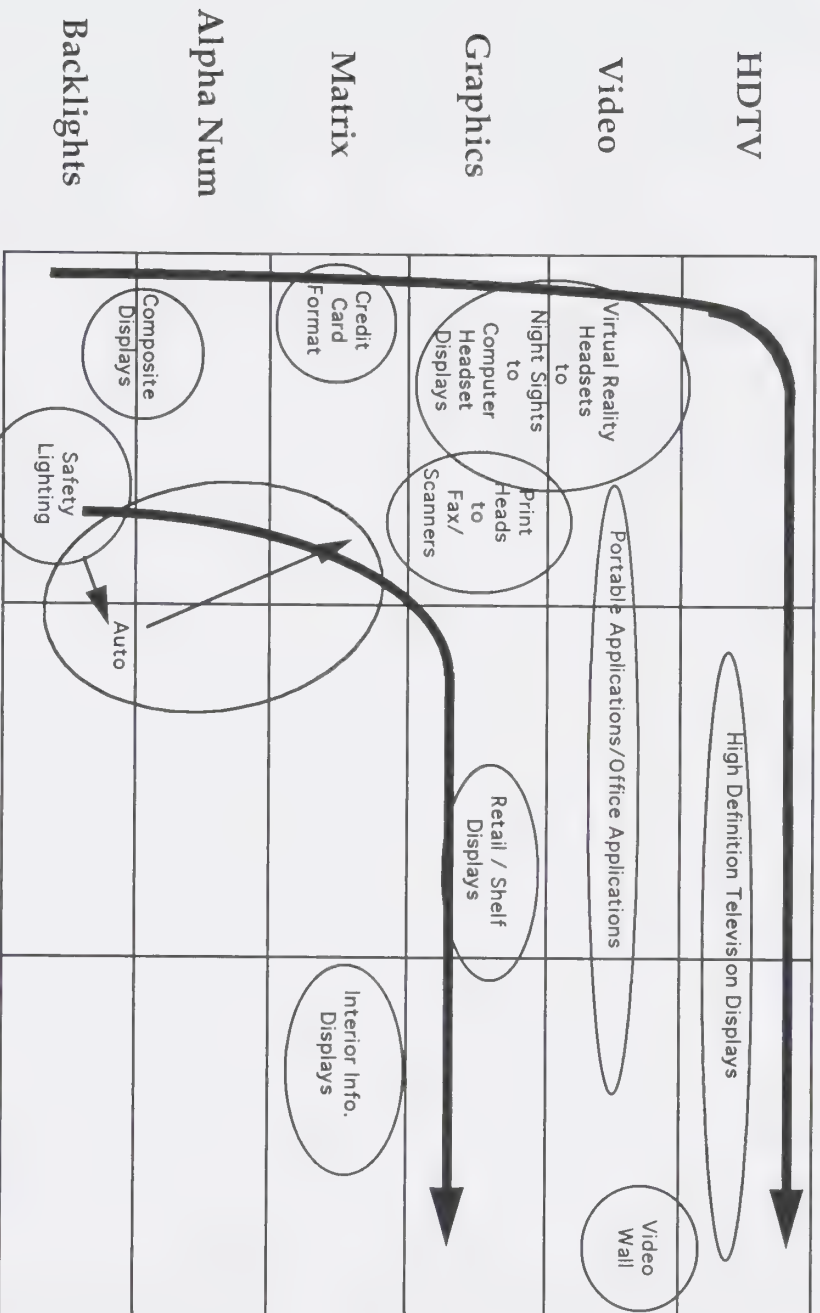 HDTV
Video
Graphics
Matrix
Alpha Num
Backlights
High Definition Television Displays
Virtual Reality
Headsets
to
Night Sights
to
Computer
Headset
Displays
Portable Applications/Office Applications
Video
Wall
Print
Heads
to
Fax/
Scanners
Retail / Shelf
Displays
Credit
Card
Format
Interior Info.
Displays
Composite
Displays
Safety
Lighting
Auto